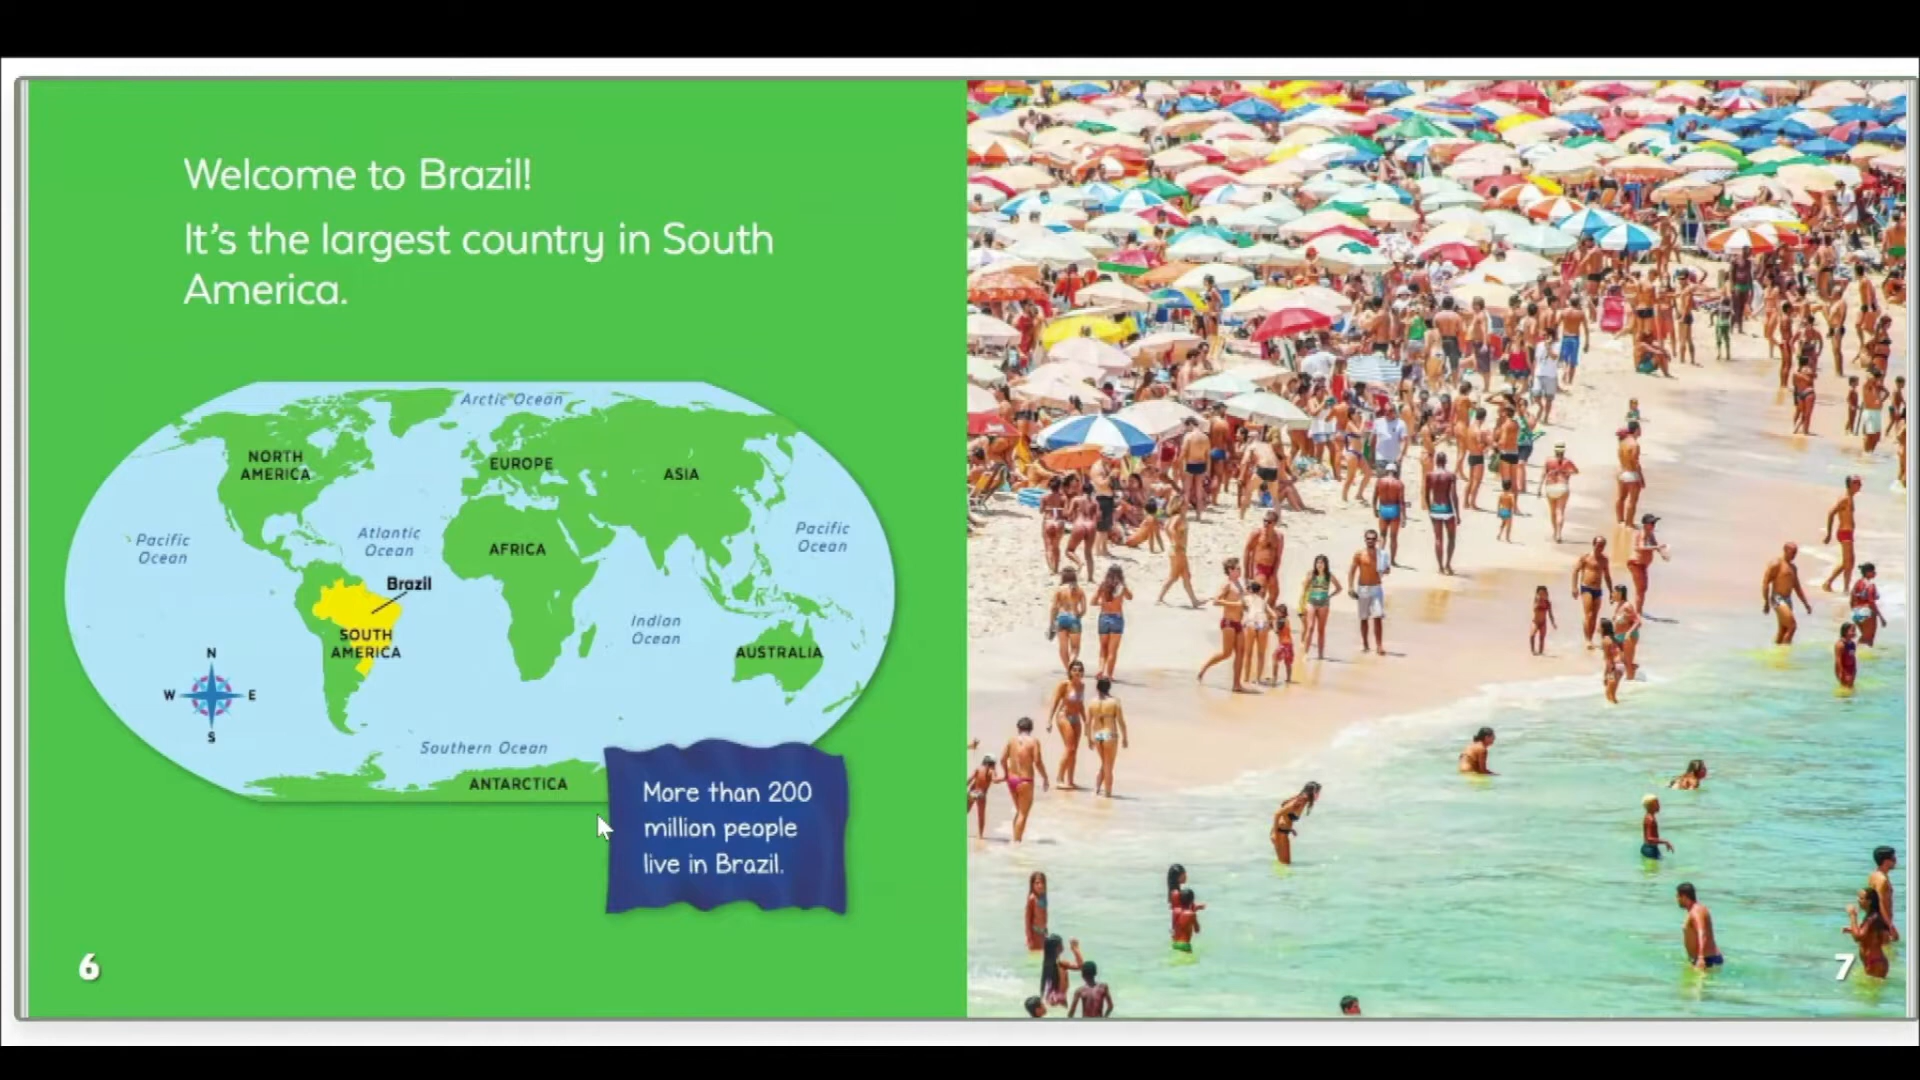 Welcome to Brazil!
It's the largest country in South
America.
Arctic Ocean
NORTH
AMERICA
EUROPE
ASIA
Pacific
Ocean
Atlantic
Ocean
AFRICA
Pacific
Ocean
Brazil
Indian
Ocean
SOUTH
AMERICA
AUSTRALIA
N
W E
S
Southern Ocean
ANTARCTICA
More than 200
million people
live in Brazil.
6
7